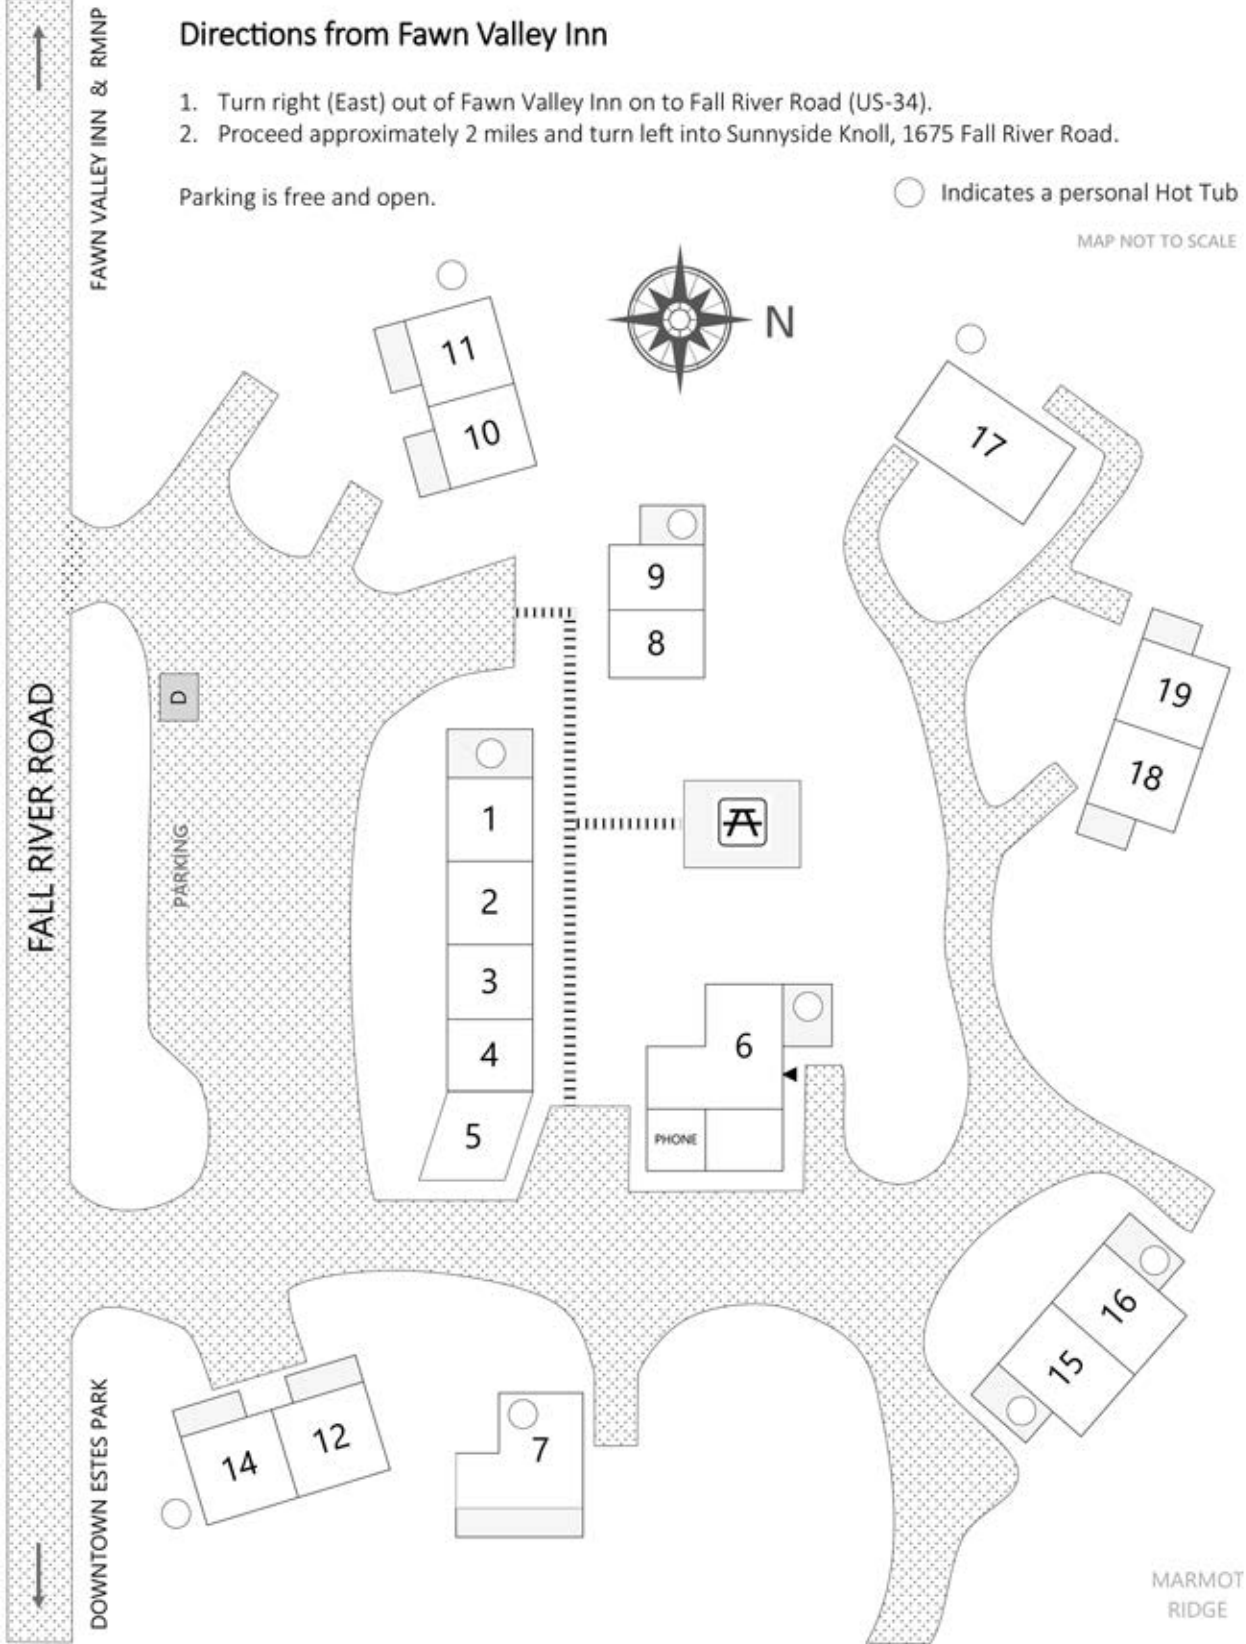 Directions from Fawn Valley Inn
1. Turn right (East) out of Fawn Valley Inn on to Fall River Road (US-34).
2. Proceed approximately 2 miles and turn left into Sunnyside Knoll, 1675 Fall River Road.
Parking is free and open.
Indicates a personal Hot Tub
MAP NOT TO SCALE
FAWN VALLEY INN & RMNP
N
11
10
17
9
8
19
18
D
FALL RIVER ROAD
PARKING
1
2
3
4
5
6
PHONE
16
15
14
12
7
DOWNTOWN ESTES PARK
MARMOT
RIDGE